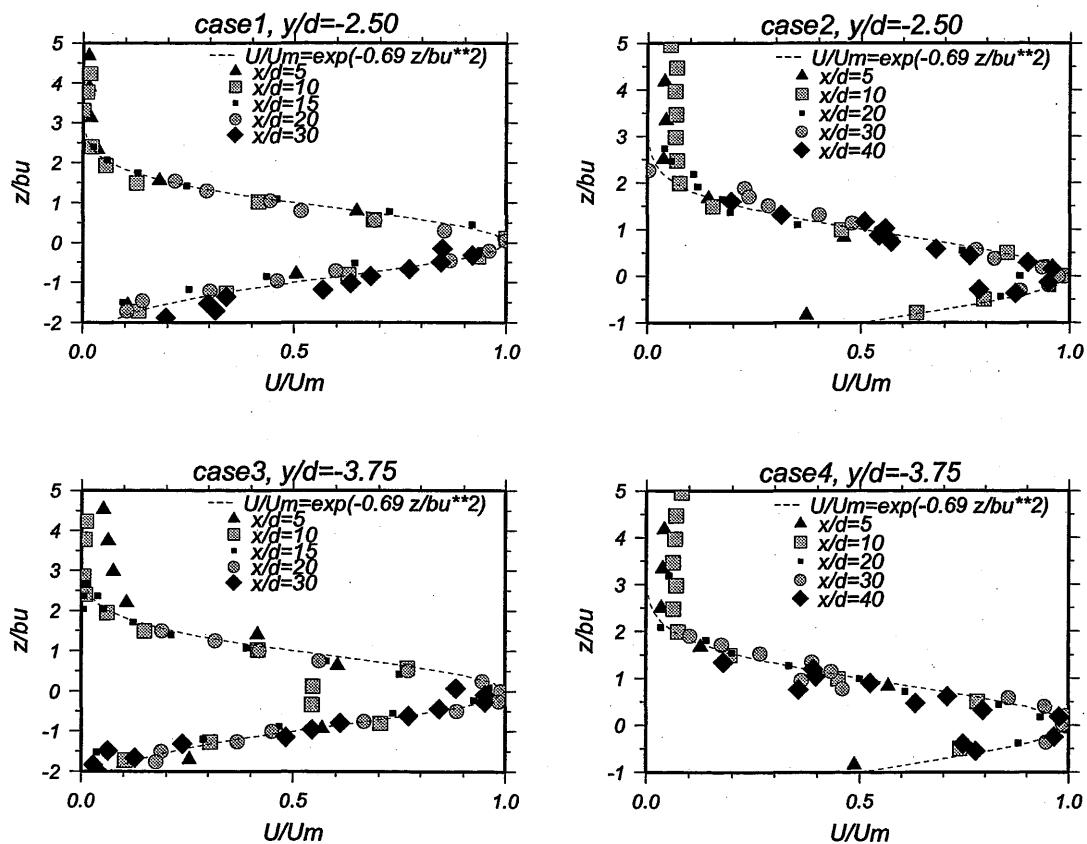 case1, y/d=-2.50
U/Um=exp(-0.69 z/bu**2)
x/d=5
x/d=10
x/d=15
x/d=20
x/d=30
5
4
3
2
1
0
-1
-2
z/bu
0.0
0.5
1.0
U/Um
case2, y/d=-2.50
U/Um=exp(-0.69 z/bu**2)
x/d=5
x/d=10
x/d=20
x/d=30
x/d=40
5
4
3
2
1
0
-1
z/bu
0.0
0.5
1.0
U/Um
case3, y/d=-3.75
U/Um=exp(-0.69 z/bu**2)
x/d=5
x/d=10
x/d=15
x/d=20
x/d=30
5
4
3
2
1
0
-1
-2
z/bu
0.0
0.5
1.0
U/Um
case4, y/d=-3.75
U/Um=exp(-0.69 z/bu**2)
x/d=5
x/d=10
x/d=20
x/d=30
x/d=40
5
4
3
2
1
0
-1
z/bu
0.0
0.5
1.0
U/Um